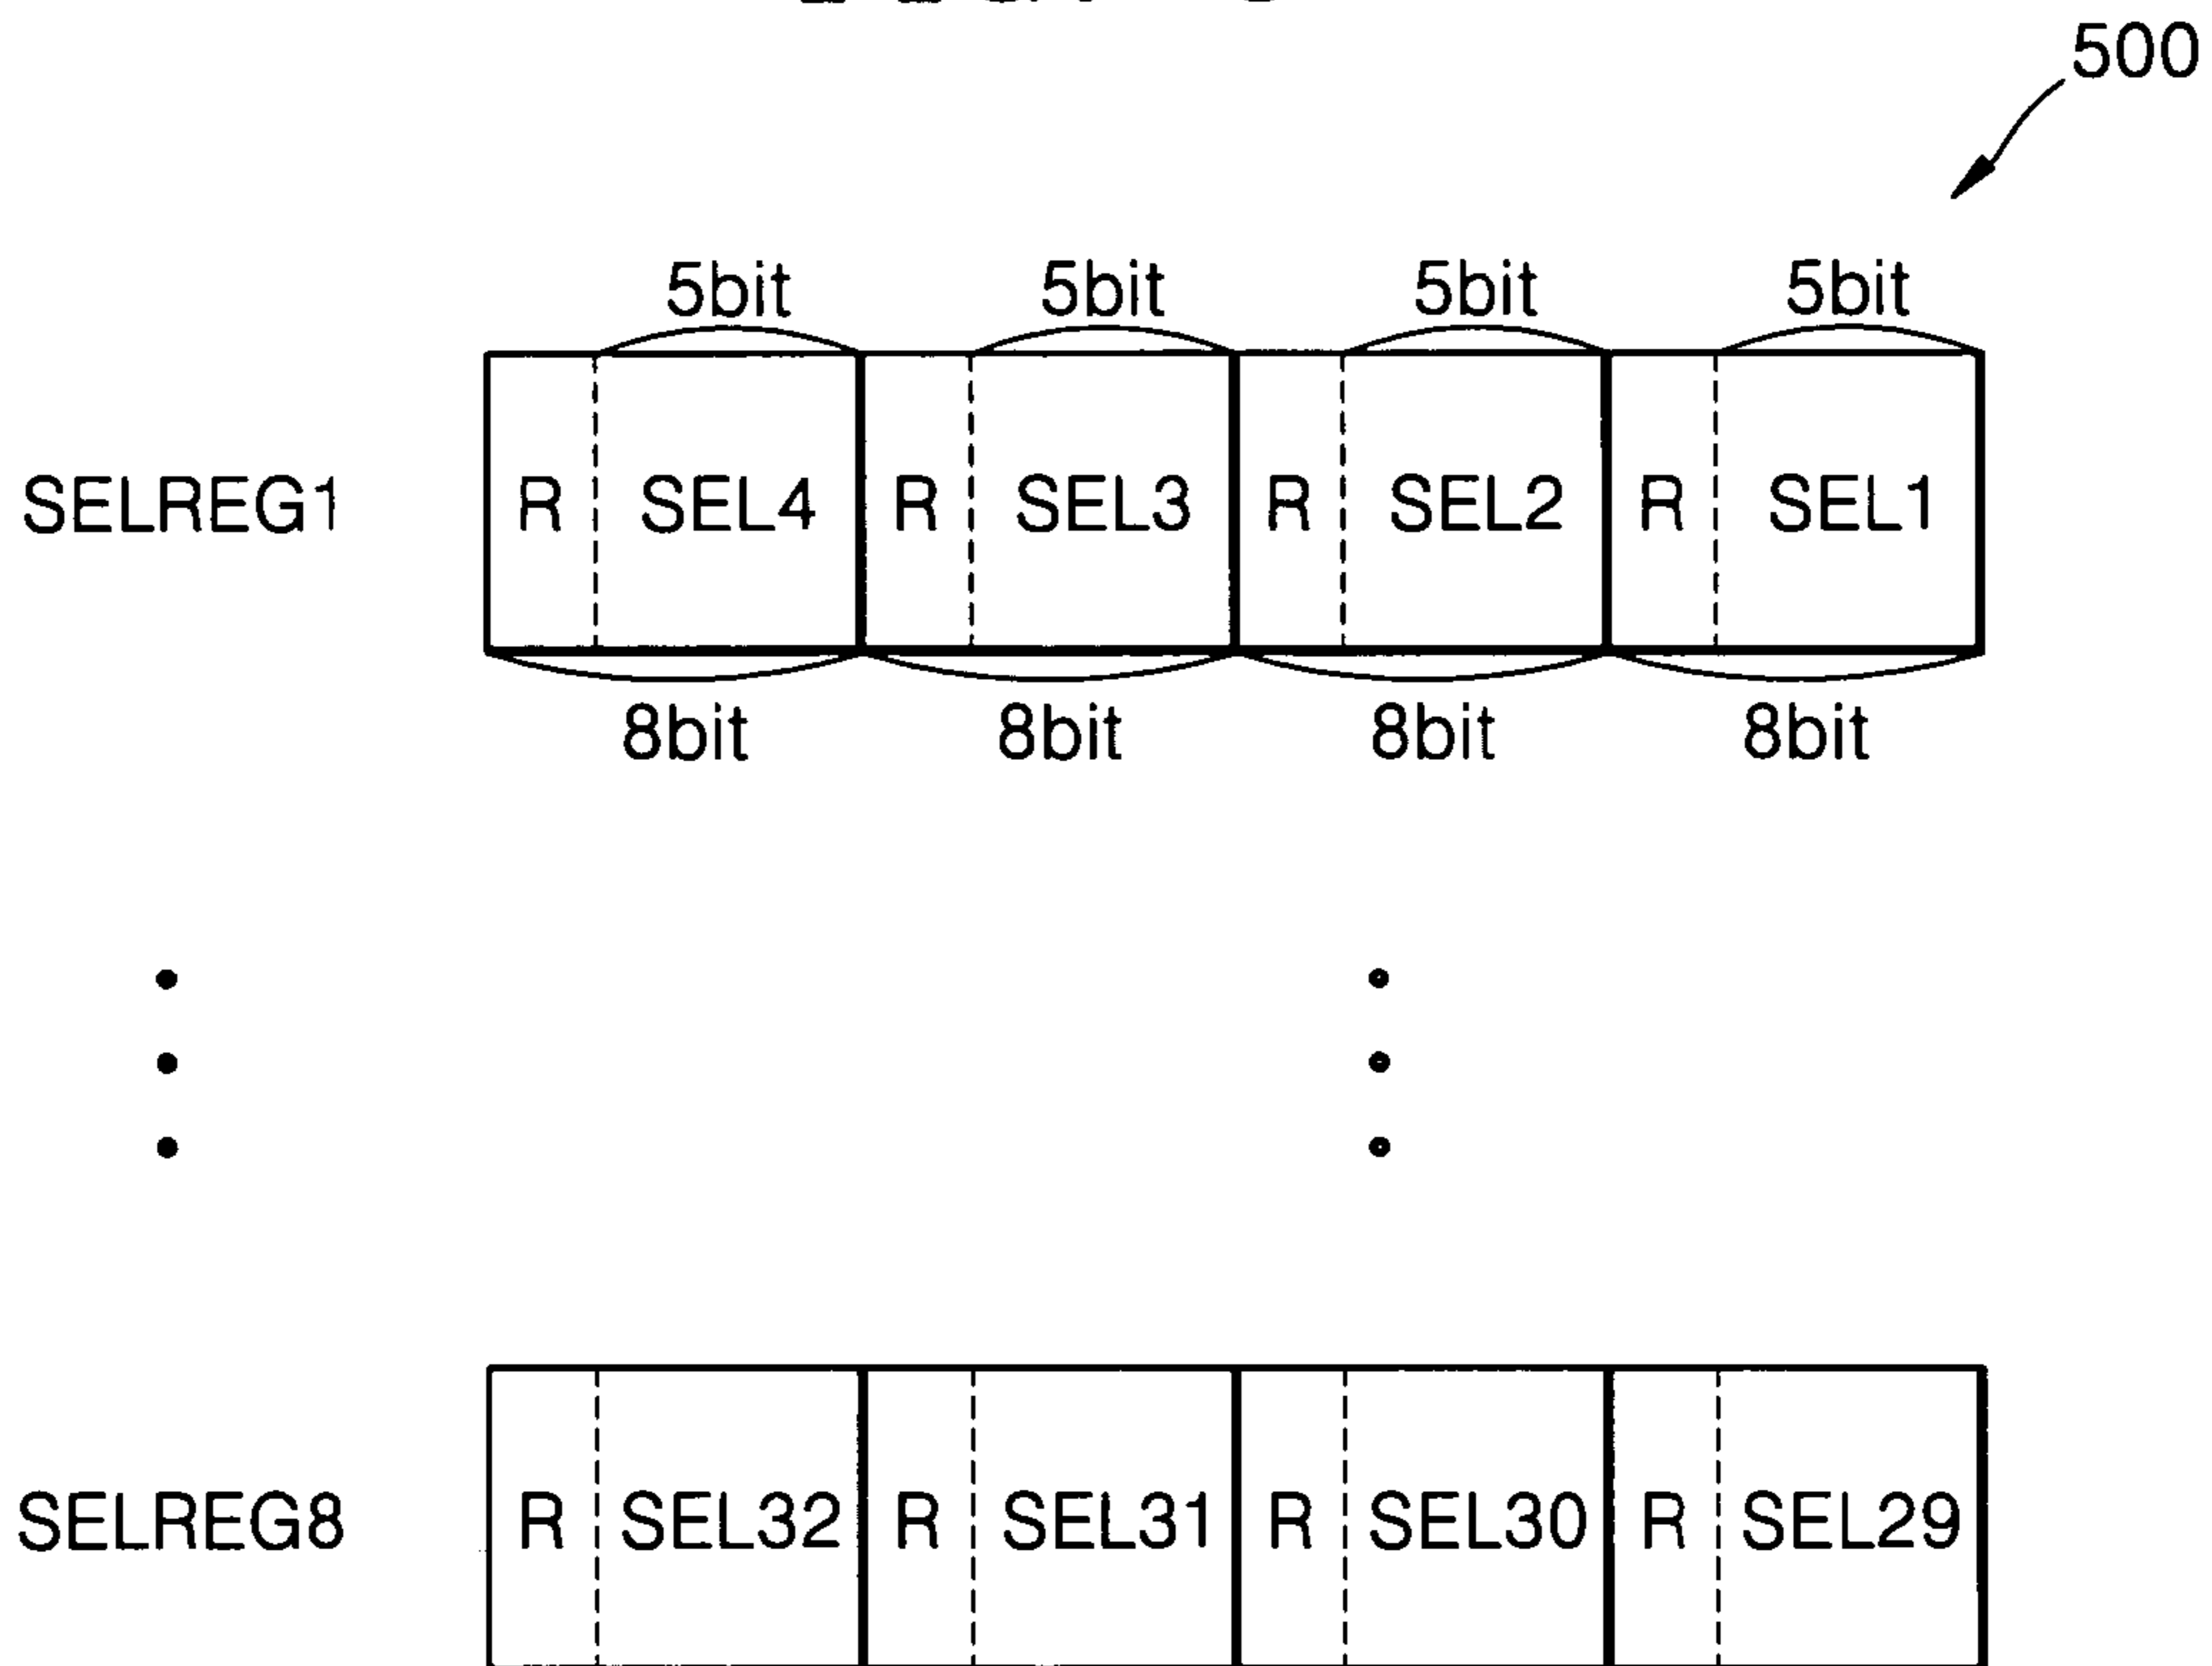 500
5bit 5bit 5bit 5bit
SELREG1 R SEL4 R SEL3 R SEL2 R SEL1
8bit 8bit 8bit 8bit
SELREG8 R SEL32 R SEL31 R SEL30 R SEL29